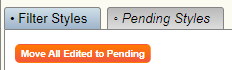 • Filter Styles
◦ Pending Styles
Move All Edited to Pending